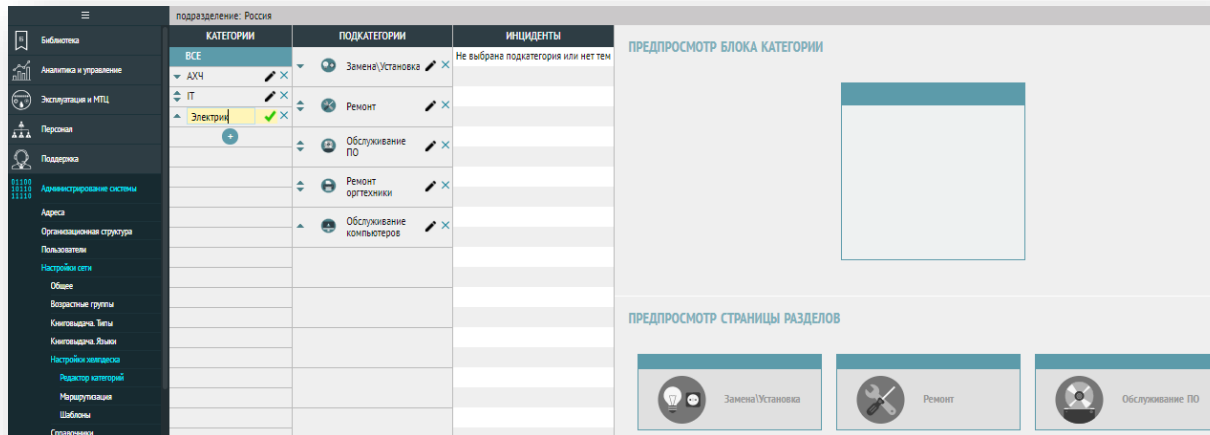 подразделение: Россия
Библиотека
Аналитика и управление
Эксплуатация и МТЦ
Персонал
Поддержка
01100
10110
11110
Администрирование системы
Адреса
Организационная структура
Пользователи
Настройки сети
Общее
Возрастные группы
Книговыдача. Типы
Книговыдача. Языки
Настройки хелпдеска
Редактор категорий
Маршрутизация
Шаблоны
Справочники
КАТЕГОРИИ
ВСЕ
АХЧ
IT
Электрик
ПОДКАТЕГОРИИ
Замена\Установка
Ремонт
Обслуживание
ПО
Ремонт
оргтехники
Обслуживание
компьютеров
ИНЦИДЕНТЫ
Не выбрана подкатегория или нет тем
ПРЕДПРОСМОТР БЛОКА КАТЕГОРИИ
ПРЕДПРОСМОТР СТРАНИЦЫ РАЗДЕЛОВ
Замена\Установка
Ремонт
Обслуживание ПО